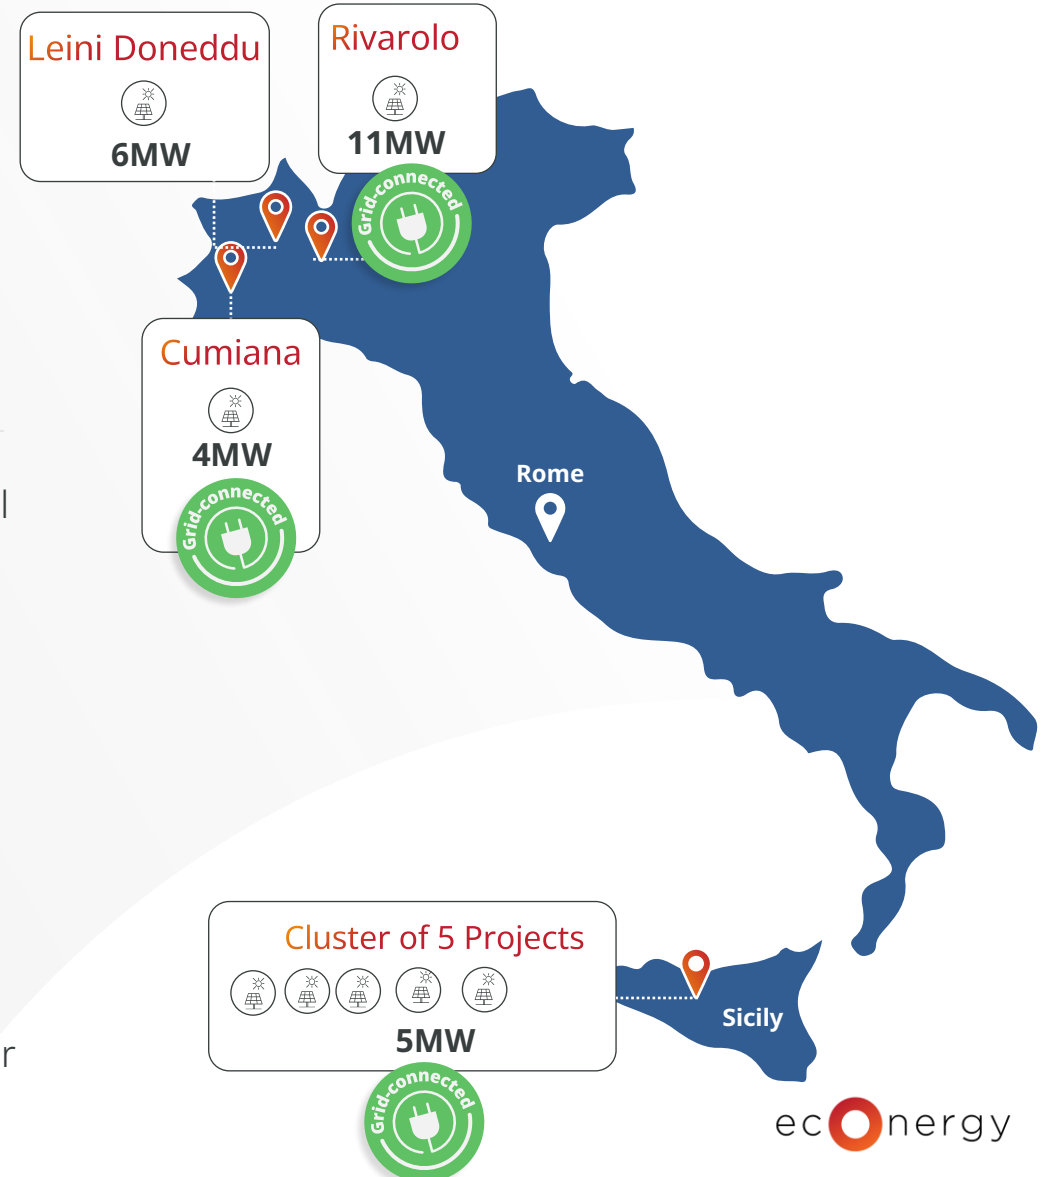 Leini Doneddu
6MW
Rivarolo
11MW
Grid-connected
Cumiana
4MW
Grid-connected
l
Rome
r
Cluster of 5 Projects
5MW
Grid-connected
Sicily
ecOnergy